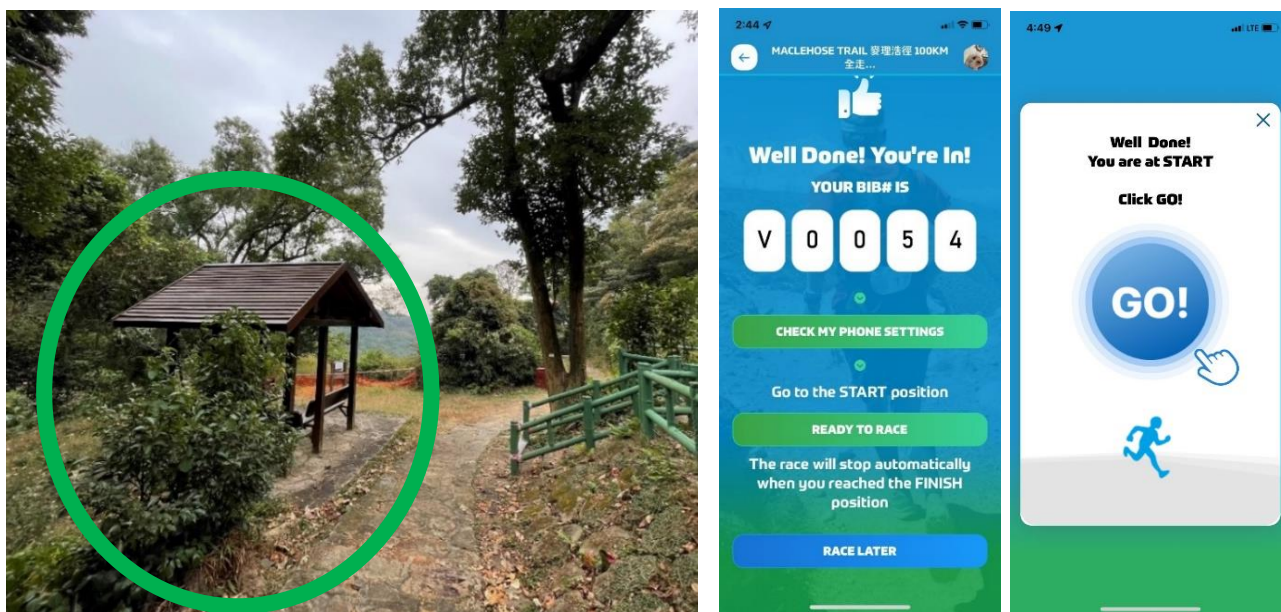 2:44
MACLEHOSE TRAIL 麥理浩徑 100KM
全走...
Well Done! You're In!
YOUR BIB# IS
V 0 0 5 4
CHECK MY PHONE SETTINGS
Go to the START position
READY TO RACE
The race will stop automatically
when you reached the FINISH
position
RACE LATER
4:49
LTE
Well Done!
You are at START
Click GO!
GO!